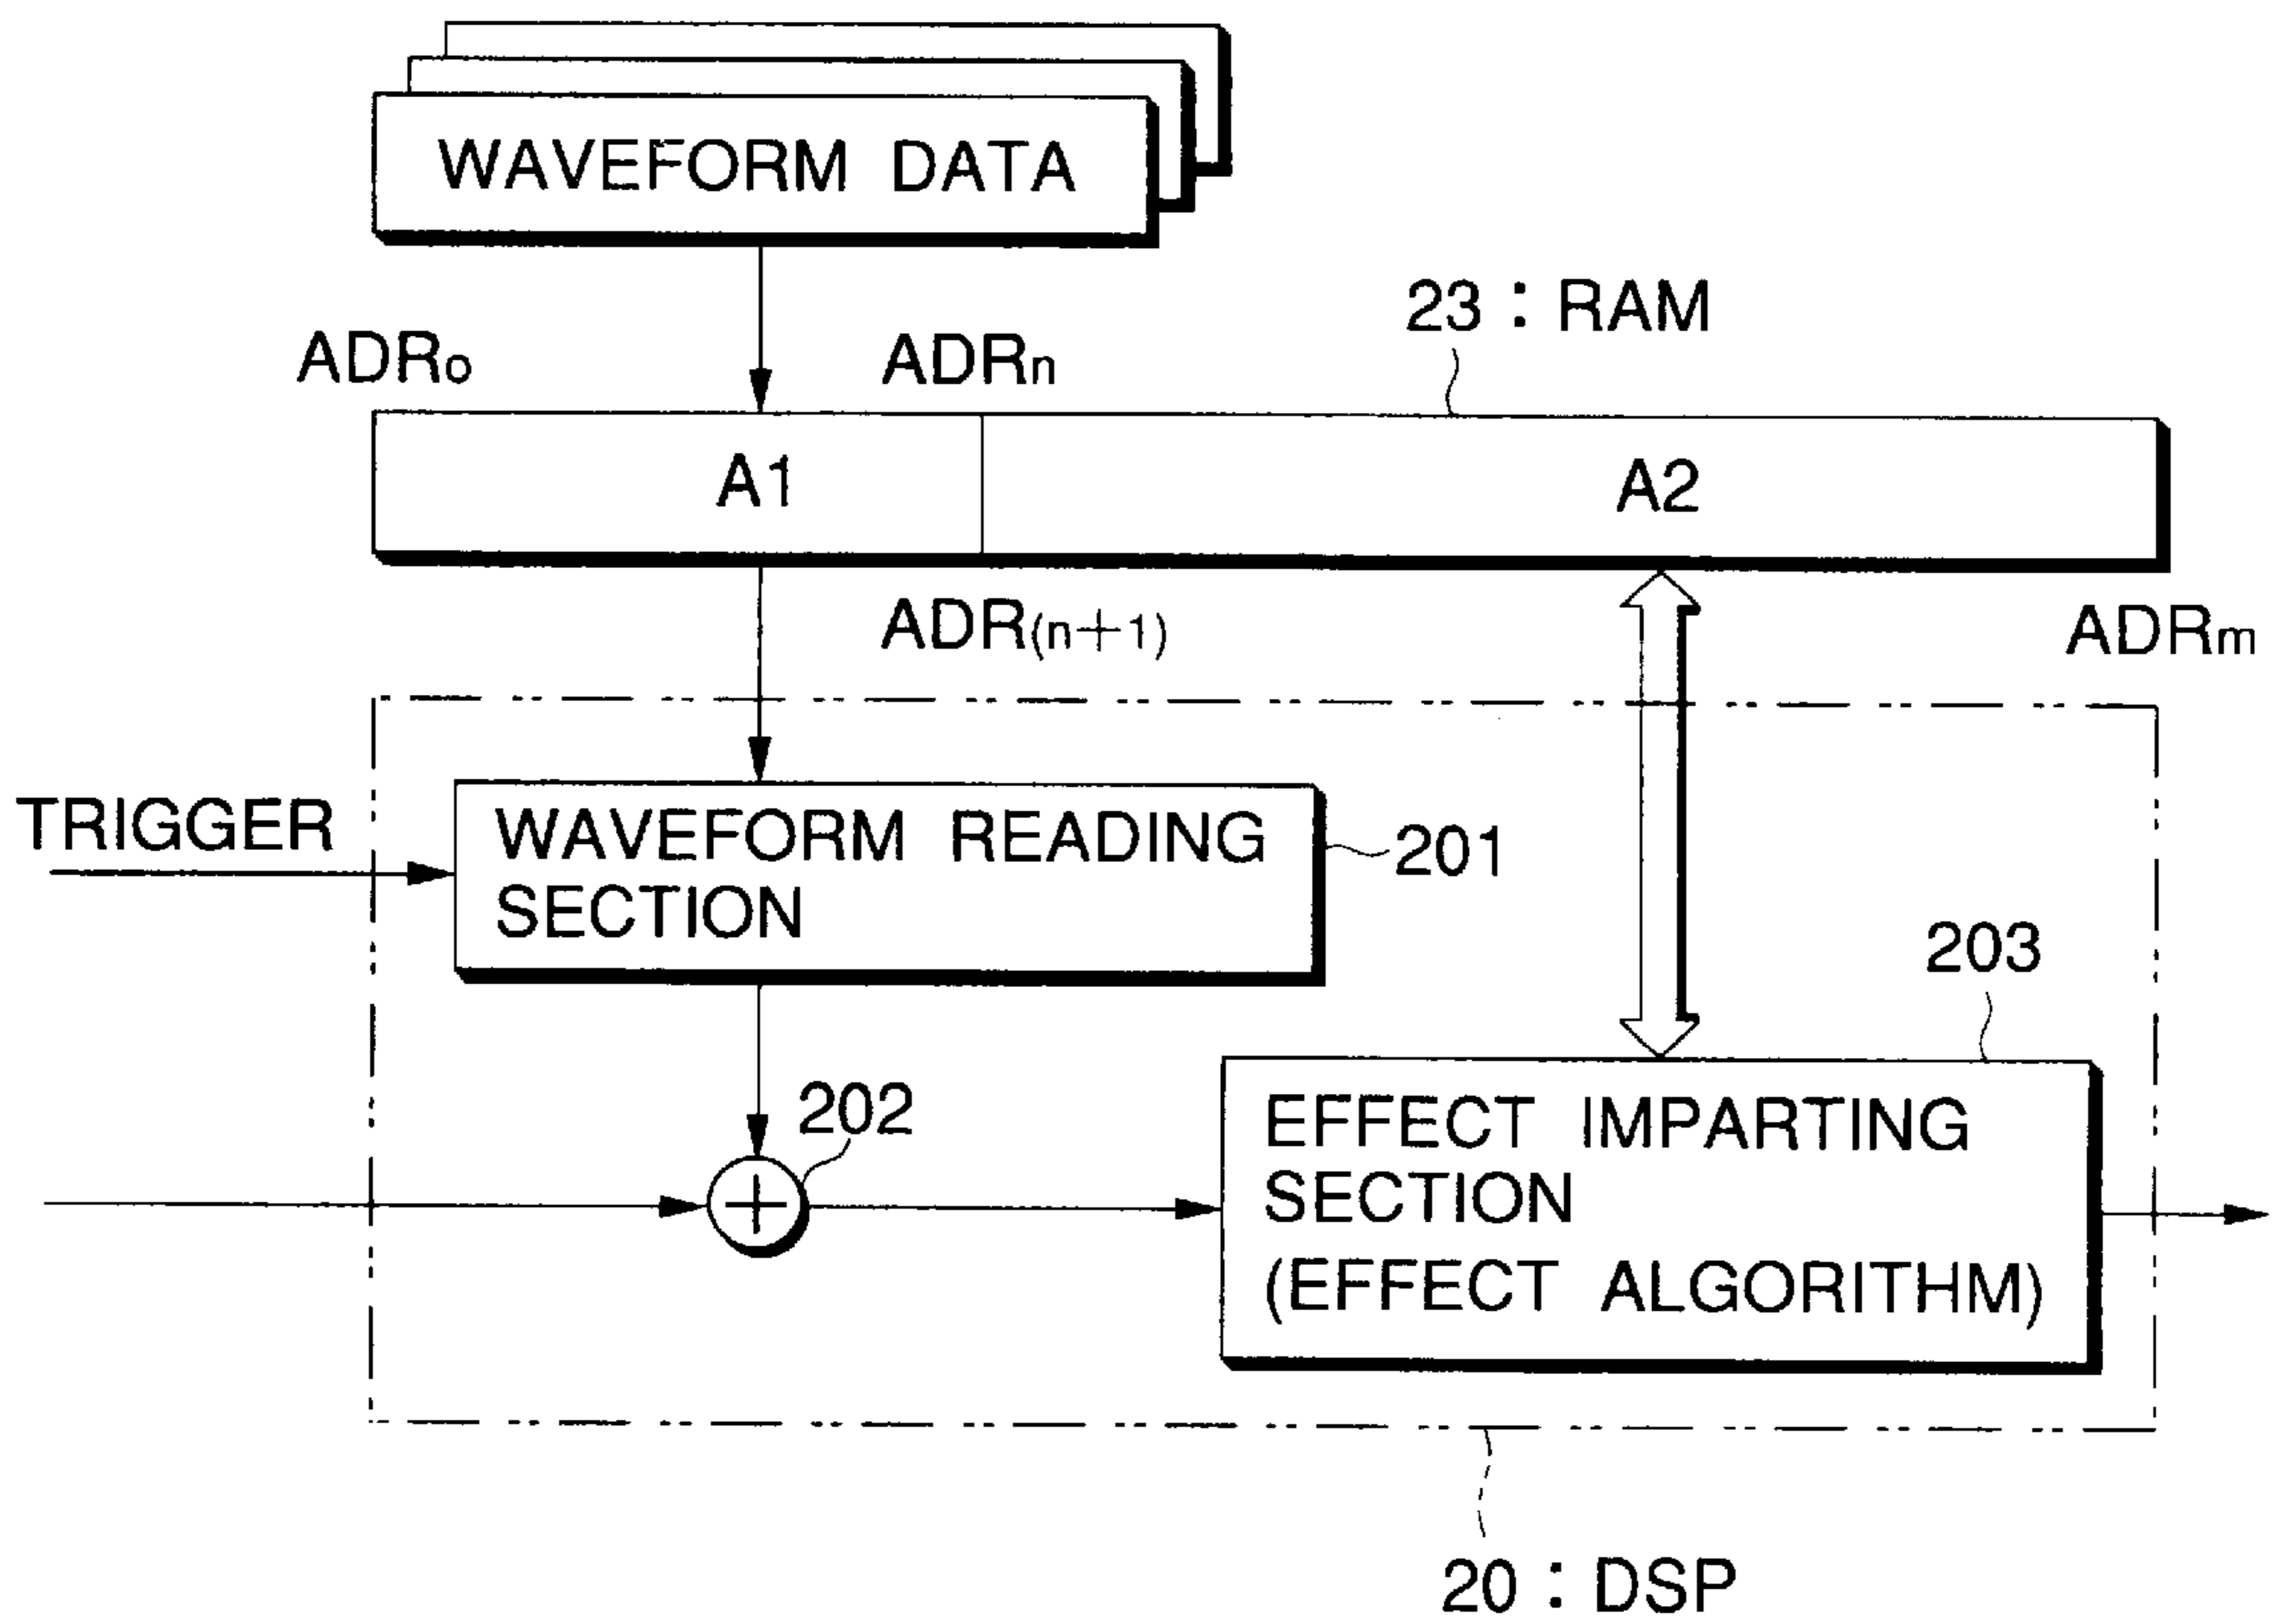 WAVEFORM DATA
23 : RAM
ADR₀
ADRn
A1
A2
ADR(n+1)
ADRm
TRIGGER
WAVEFORM READING
SECTION
201
203
202
EFFECT IMPARTING
SECTION
(EFFECT ALGORITHM)
20 : DSP